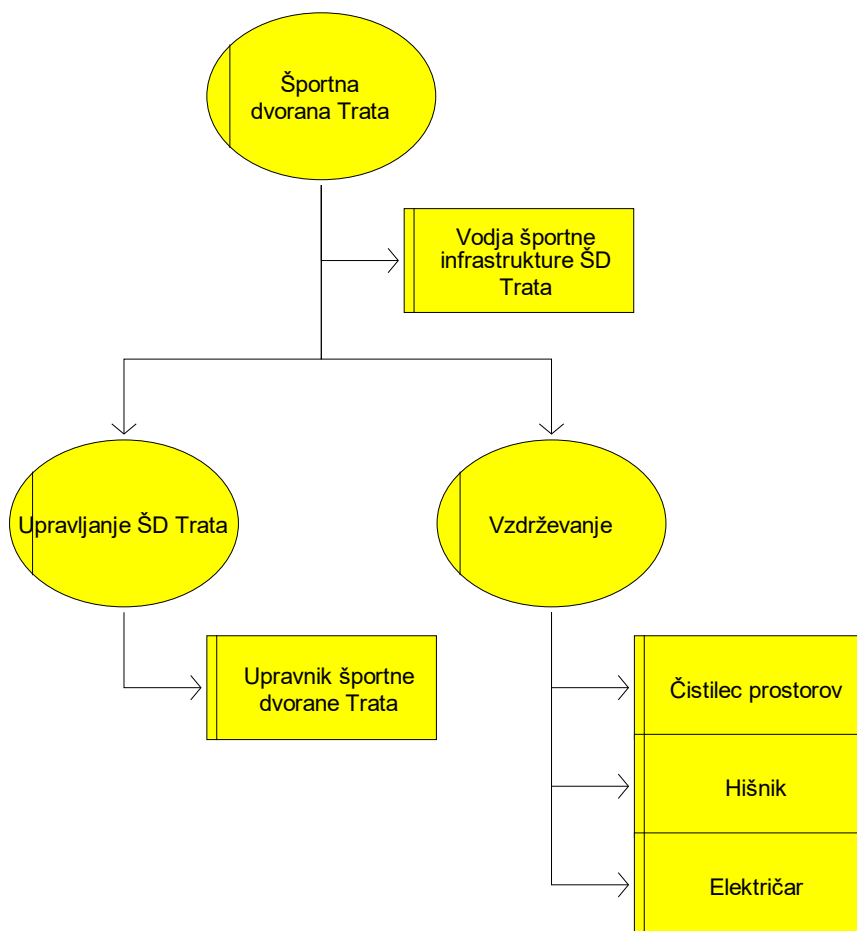 Športna
dvorana Trata
Vodja športne
infrastrukture ŠD
Trata
Upravljanje ŠD Trata
Vzdrževanje
Upravnik športne
dvorane Trata
Čistilec prostorov
Hišnik
Električar